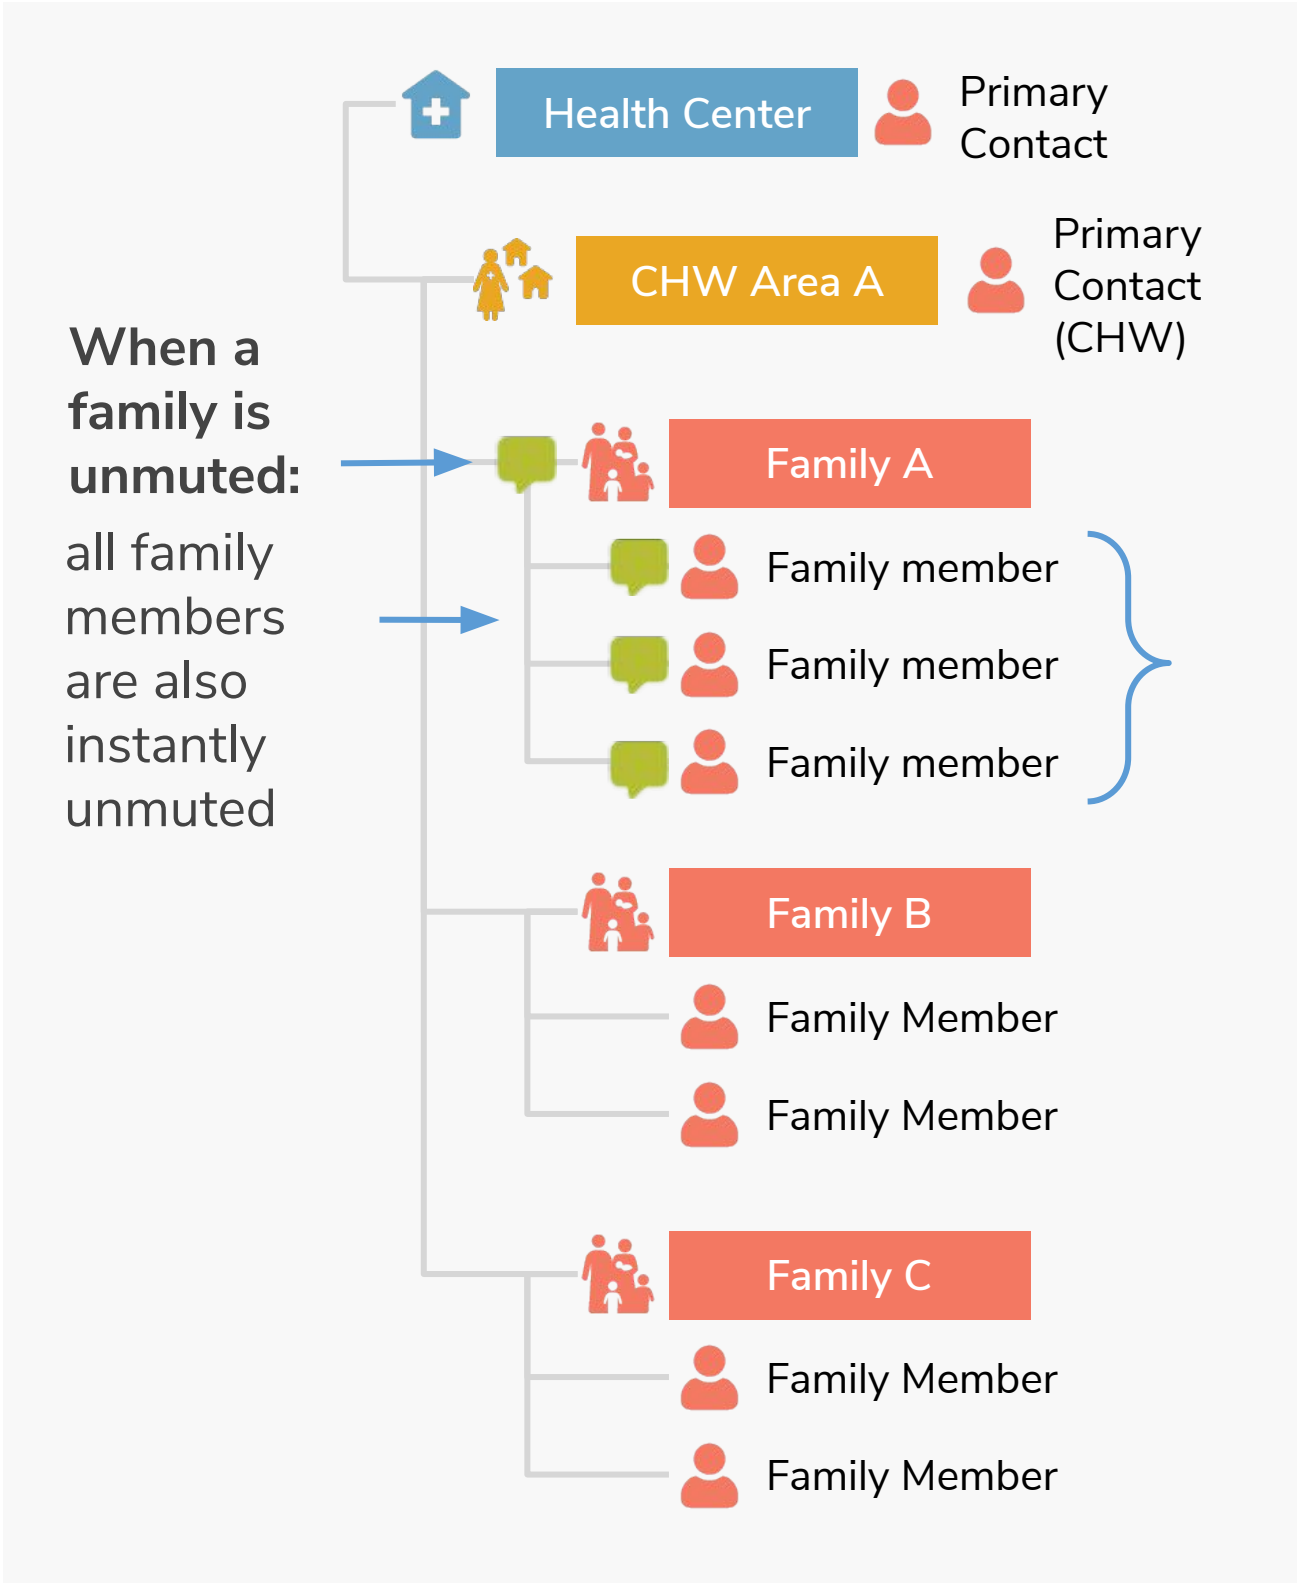 Health Center
Primary
Contact
CHW Area A
Primary
Contact
(CHW)
When a
family is
unmuted:
all family
members
are also
instantly
unmuted
Family A
Family member
Family member
Family member
Family B
Family Member
Family Member
Family C
Family Member
Family Member